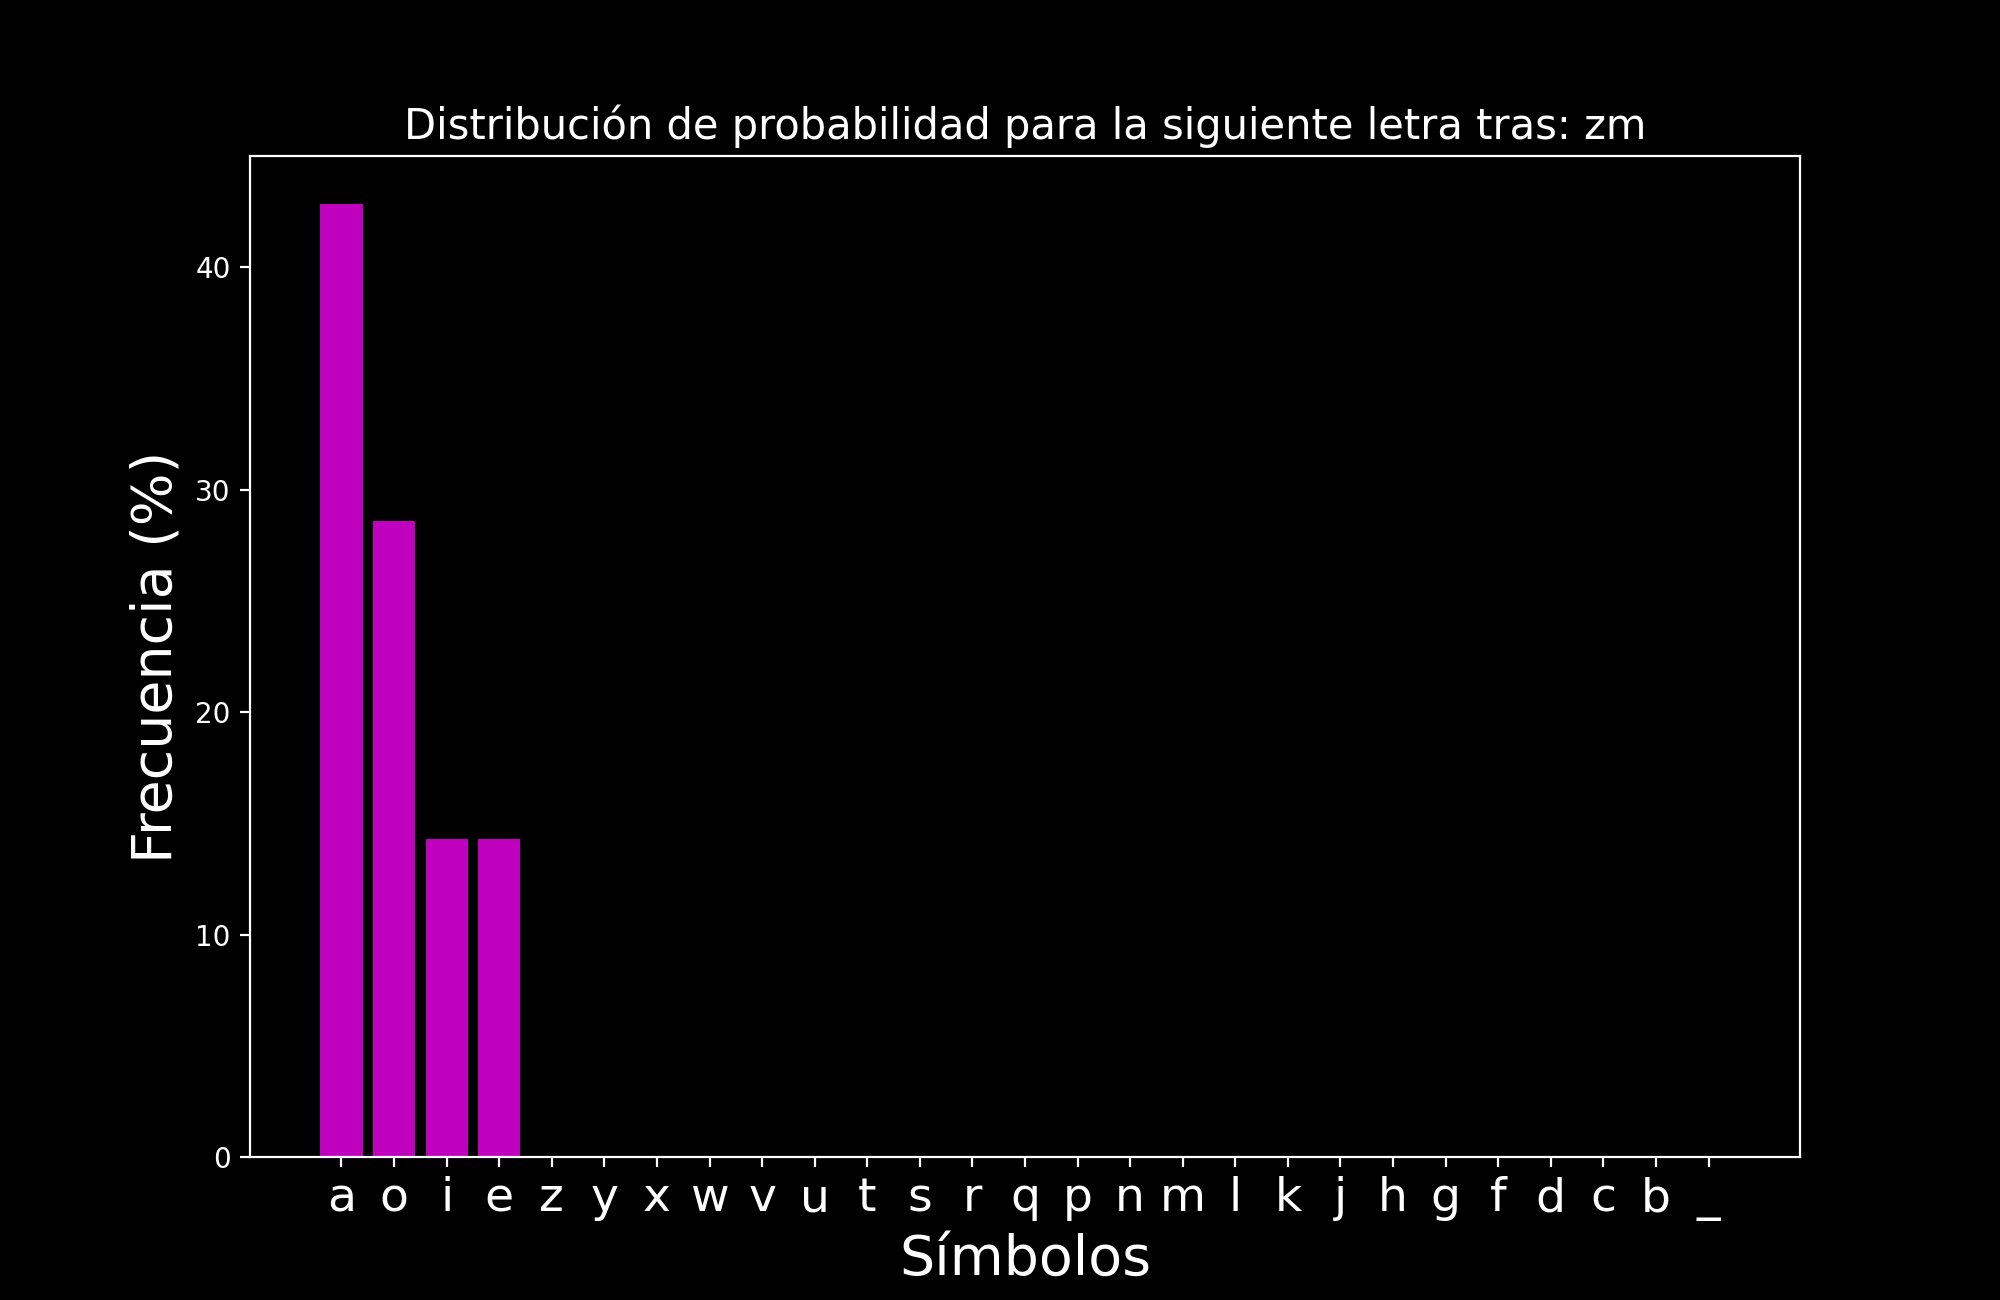 Distribución de probabilidad para la siguiente letra tras: zm
Frecuencia (%)
40
30
20
10
0
a o i e z y x w v u t s r q p n m l k j h g f d c b _
Símbolos